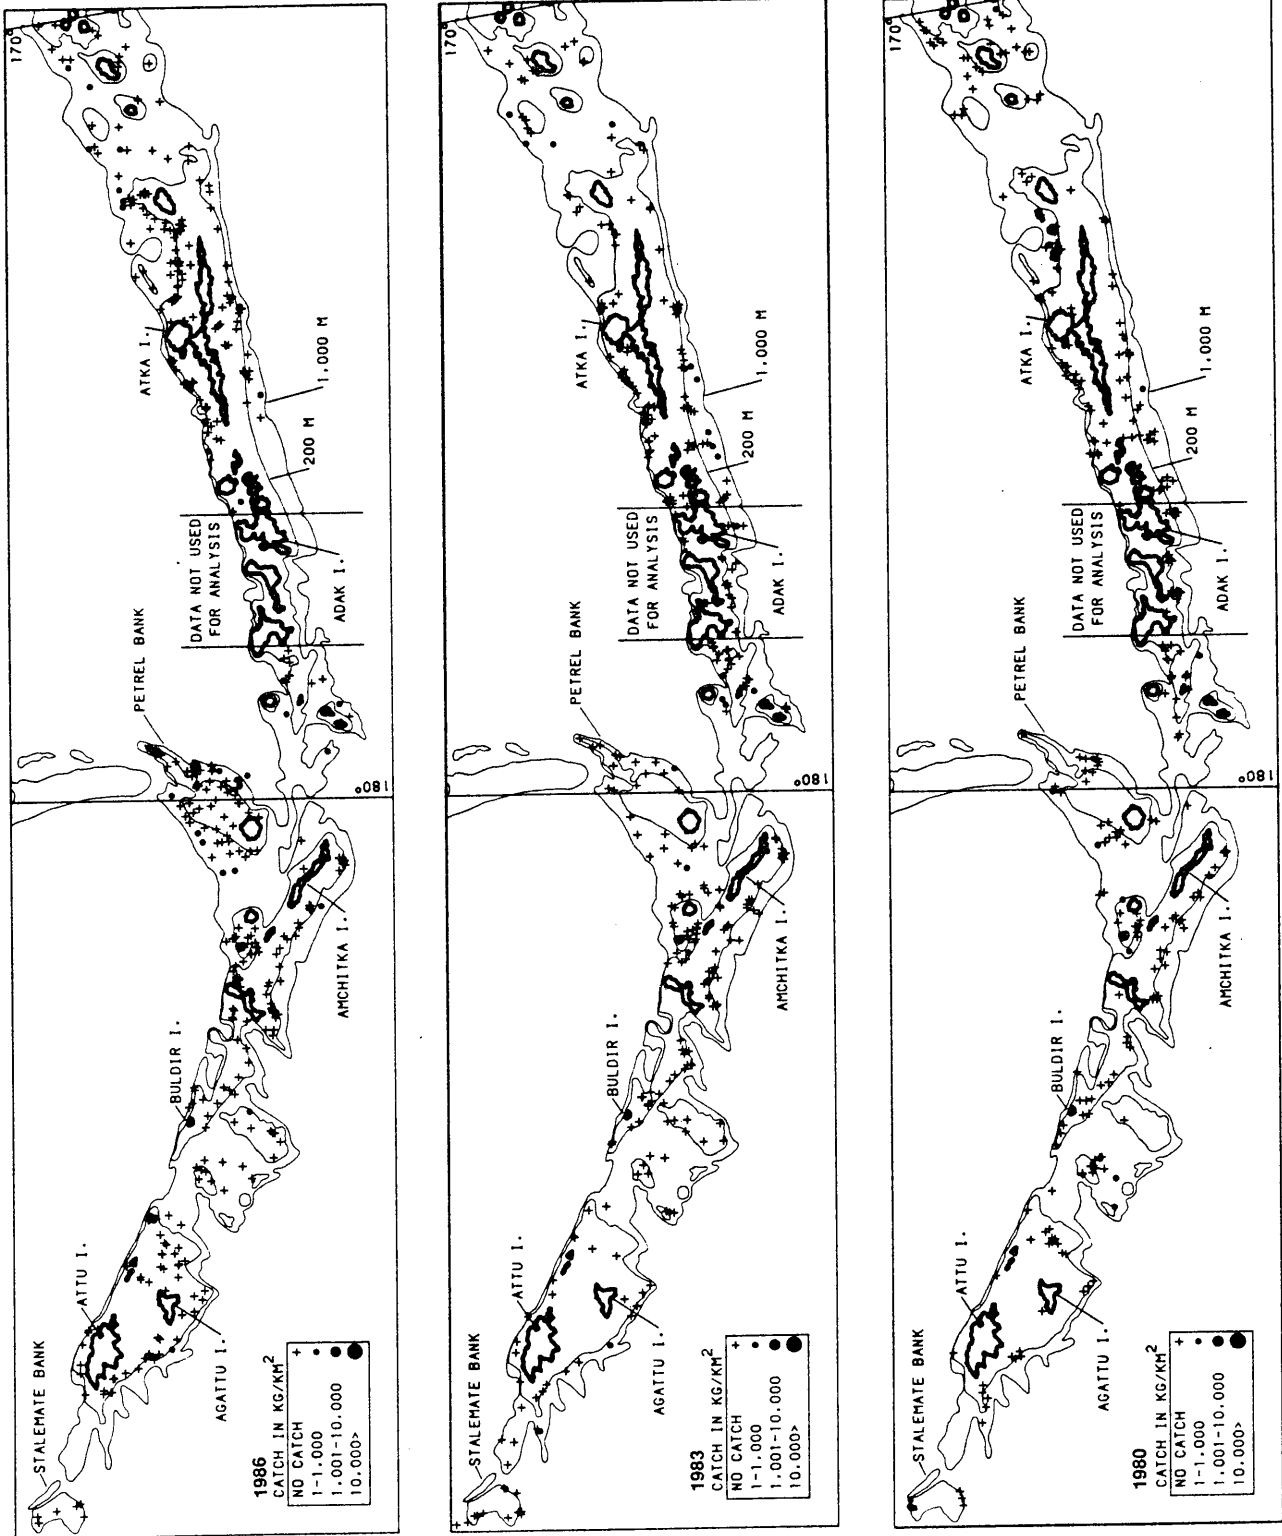 1986
CATCH IN KG/KM²
NO CATCH +
1-1.000
1.001-10.000
10.000>
STALEMATE BANK
ATTU I.
AGATTU I.
BULDIR I.
AMCHITKA I.
180°
PETREL BANK
DATA NOT USED
FOR ANALYSIS
ADAK I.
200 M
1.000 M
ATKA I.
170°
1983
CATCH IN KG/KM²
NO CATCH +
1-1.000
1.001-10.000
10.000>
STALEMATE BANK
ATTU I.
AGATTU I.
BULDIR I.
AMCHITKA I.
180°
PETREL BANK
DATA NOT USED
FOR ANALYSIS
ADAK I.
200 M
1.000 M
ATKA I.
170°
1980
CATCH IN KG/KM²
NO CATCH +
1-1.000
1.001-10.000
10.000>
STALEMATE BANK
ATTU I.
AGATTU I.
BULDIR I.
AMCHITKA I.
180°
PETREL BANK
DATA NOT USED
FOR ANALYSIS
ADAK I.
200 M
1.000 M
ATKA I.
170°